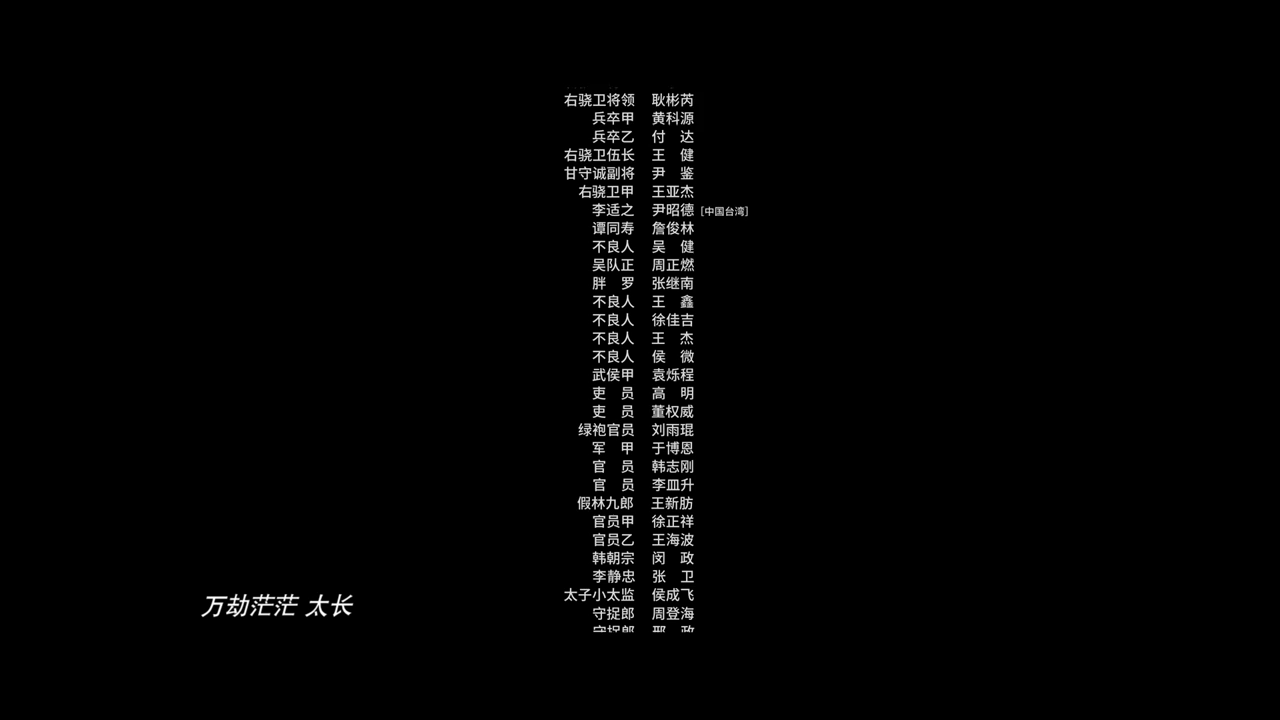 右骁卫将领 耿彬芮
兵卒甲 黄科源
兵卒乙 付 达
右骁卫伍长 王 健
甘守诚副将 尹 鉴
右骁卫甲 王亚杰
李适之 尹昭德 [中国台湾]
谭同寿 詹俊林
不良人 吴 健
吴队正 周正燃
胖 罗 张继南
不良人 王 鑫
不良人 徐佳吉
不良人 王 杰
不良人 侯 微
武侯甲 袁烁程
吏 员 高 明
吏 员 董权威
绿袍官员 刘雨琨
军 甲 于博恩
官 员 韩志刚
官 员 李皿升
假林九郎 王新肪
官员甲 徐正祥
官员乙 王海波
韩朝宗 闵 政
李静忠 张 卫
太子小太监 侯成飞
守捉郎 周登海
守捉郎 邢 政
万劫茫茫 太长